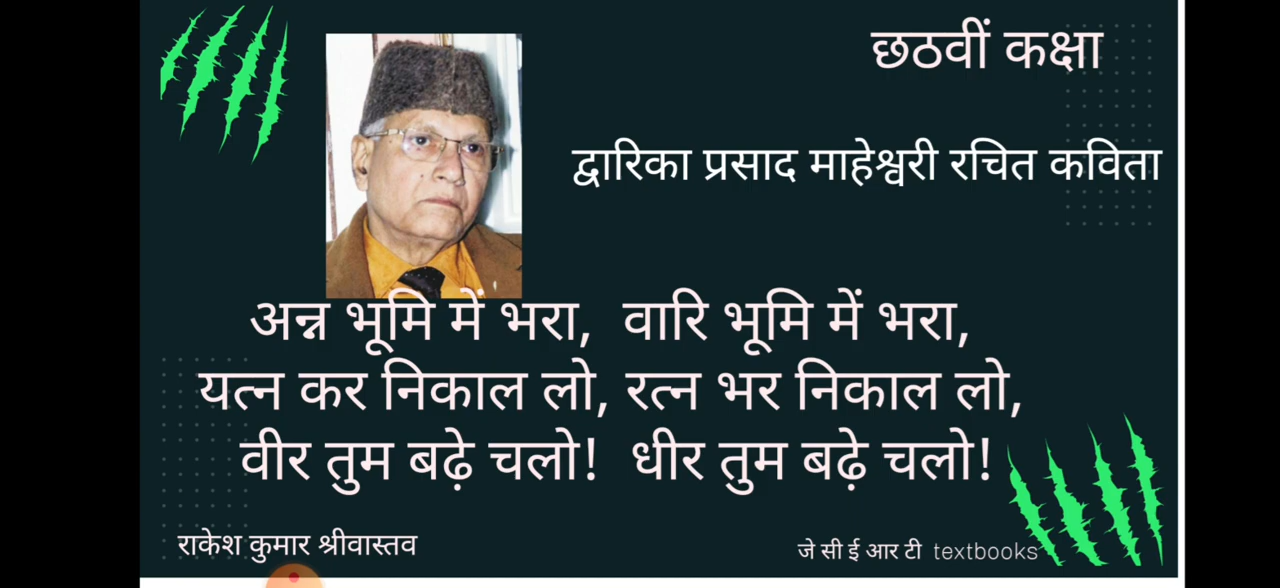 छठवीं कक्षा
द्वारिका प्रसाद माहेश्वरी रचित कविता
अन्न भूमि में भरा, वारि भूमि में भरा,
यत्न कर निकाल लो, रत्न भर निकाल लो,
वीर तुम बढ़े चलो! धीर तुम बढ़े चलो!
राकेश कुमार श्रीवास्तव
जे सी ई आर टी textbooks